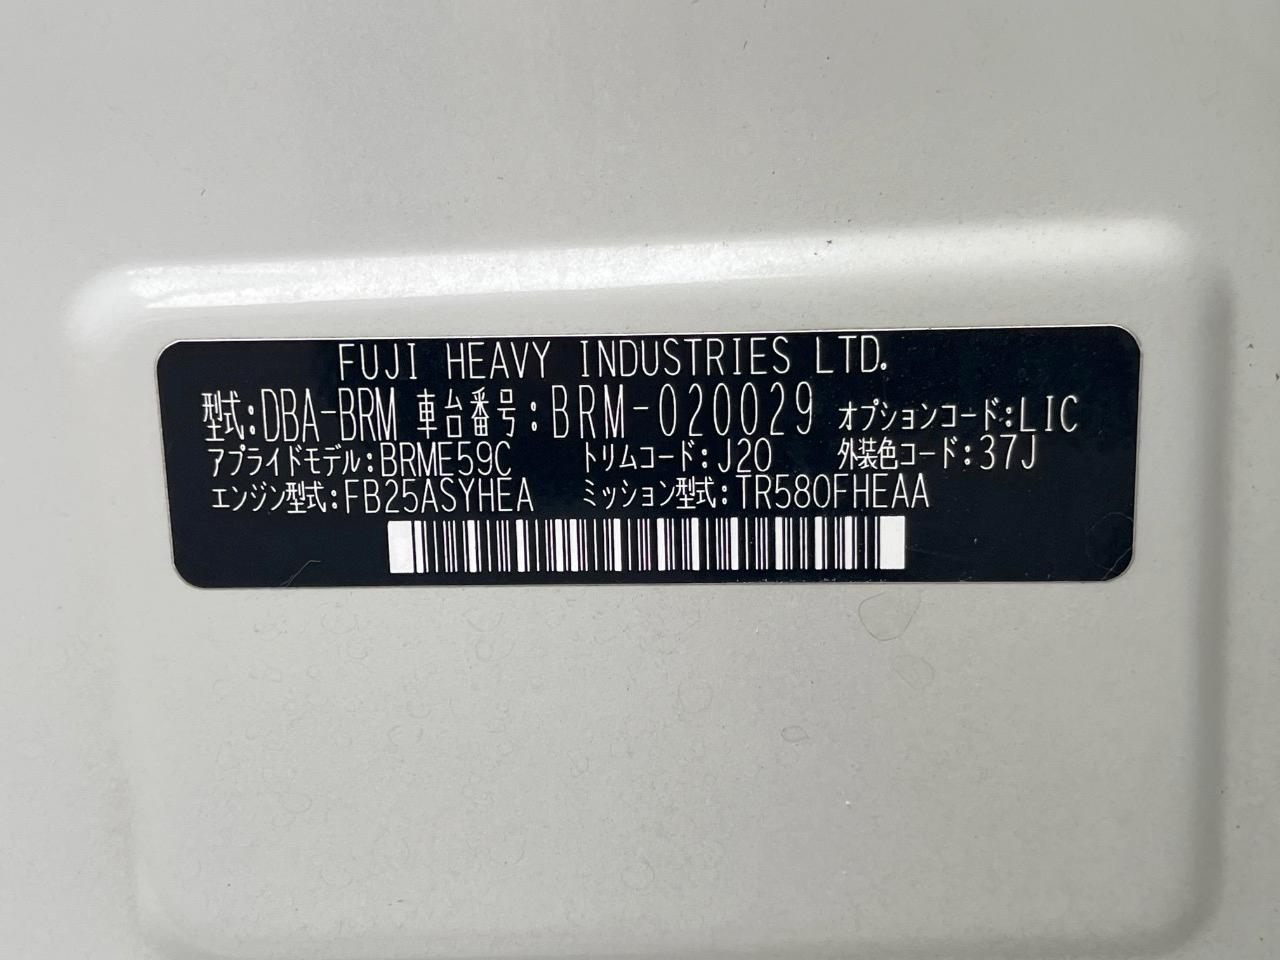 FUJI HEAVY INDUSTRIES LTD.
型式:DBA-BRM 車台番号:BRM-020029 オプションコード:LIC
アプライドモデル:BRME59C トリムコード:J20 外装色コード:37J
エンジン型式:FB25ASYHEA ミッション型式:TR580FHEAA